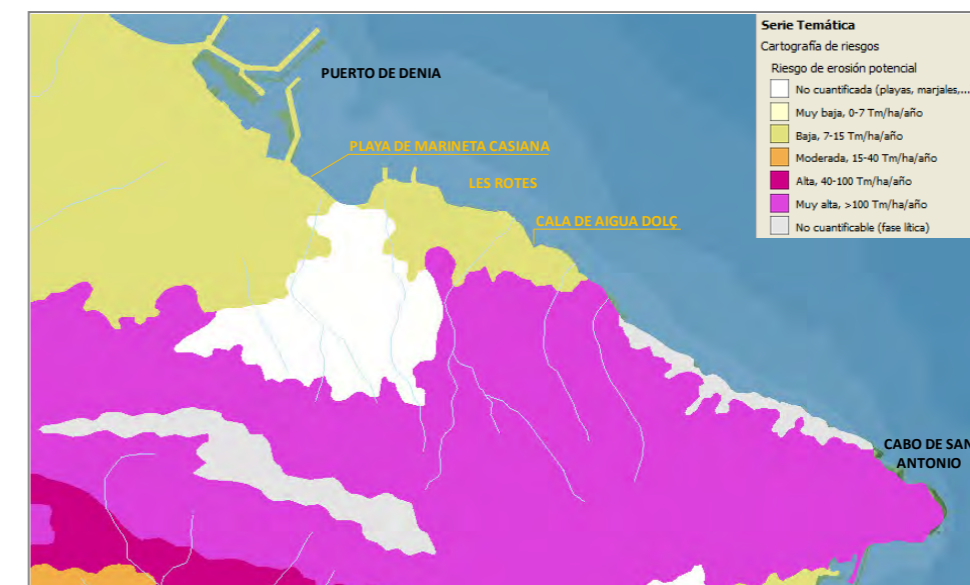 Serie Temática
Cartografía de riesgos
Riesgo de erosión potencial
No cuantificada (playas, marjales,...
Muy baja, 0-7 Tm/ha/año
Baja, 7-15 Tm/ha/año
Moderada, 15-40 Tm/ha/año
Alta, 40-100 Tm/ha/año
Muy alta, >100 Tm/ha/año
No cuantificable (fase lítica)
PUERTO DE DENIA
PLAYA DE MARINETA CASIANA
LES ROTES
CALA DE AIGUA DOLÇ
CABO DE SAN
ANTONIO